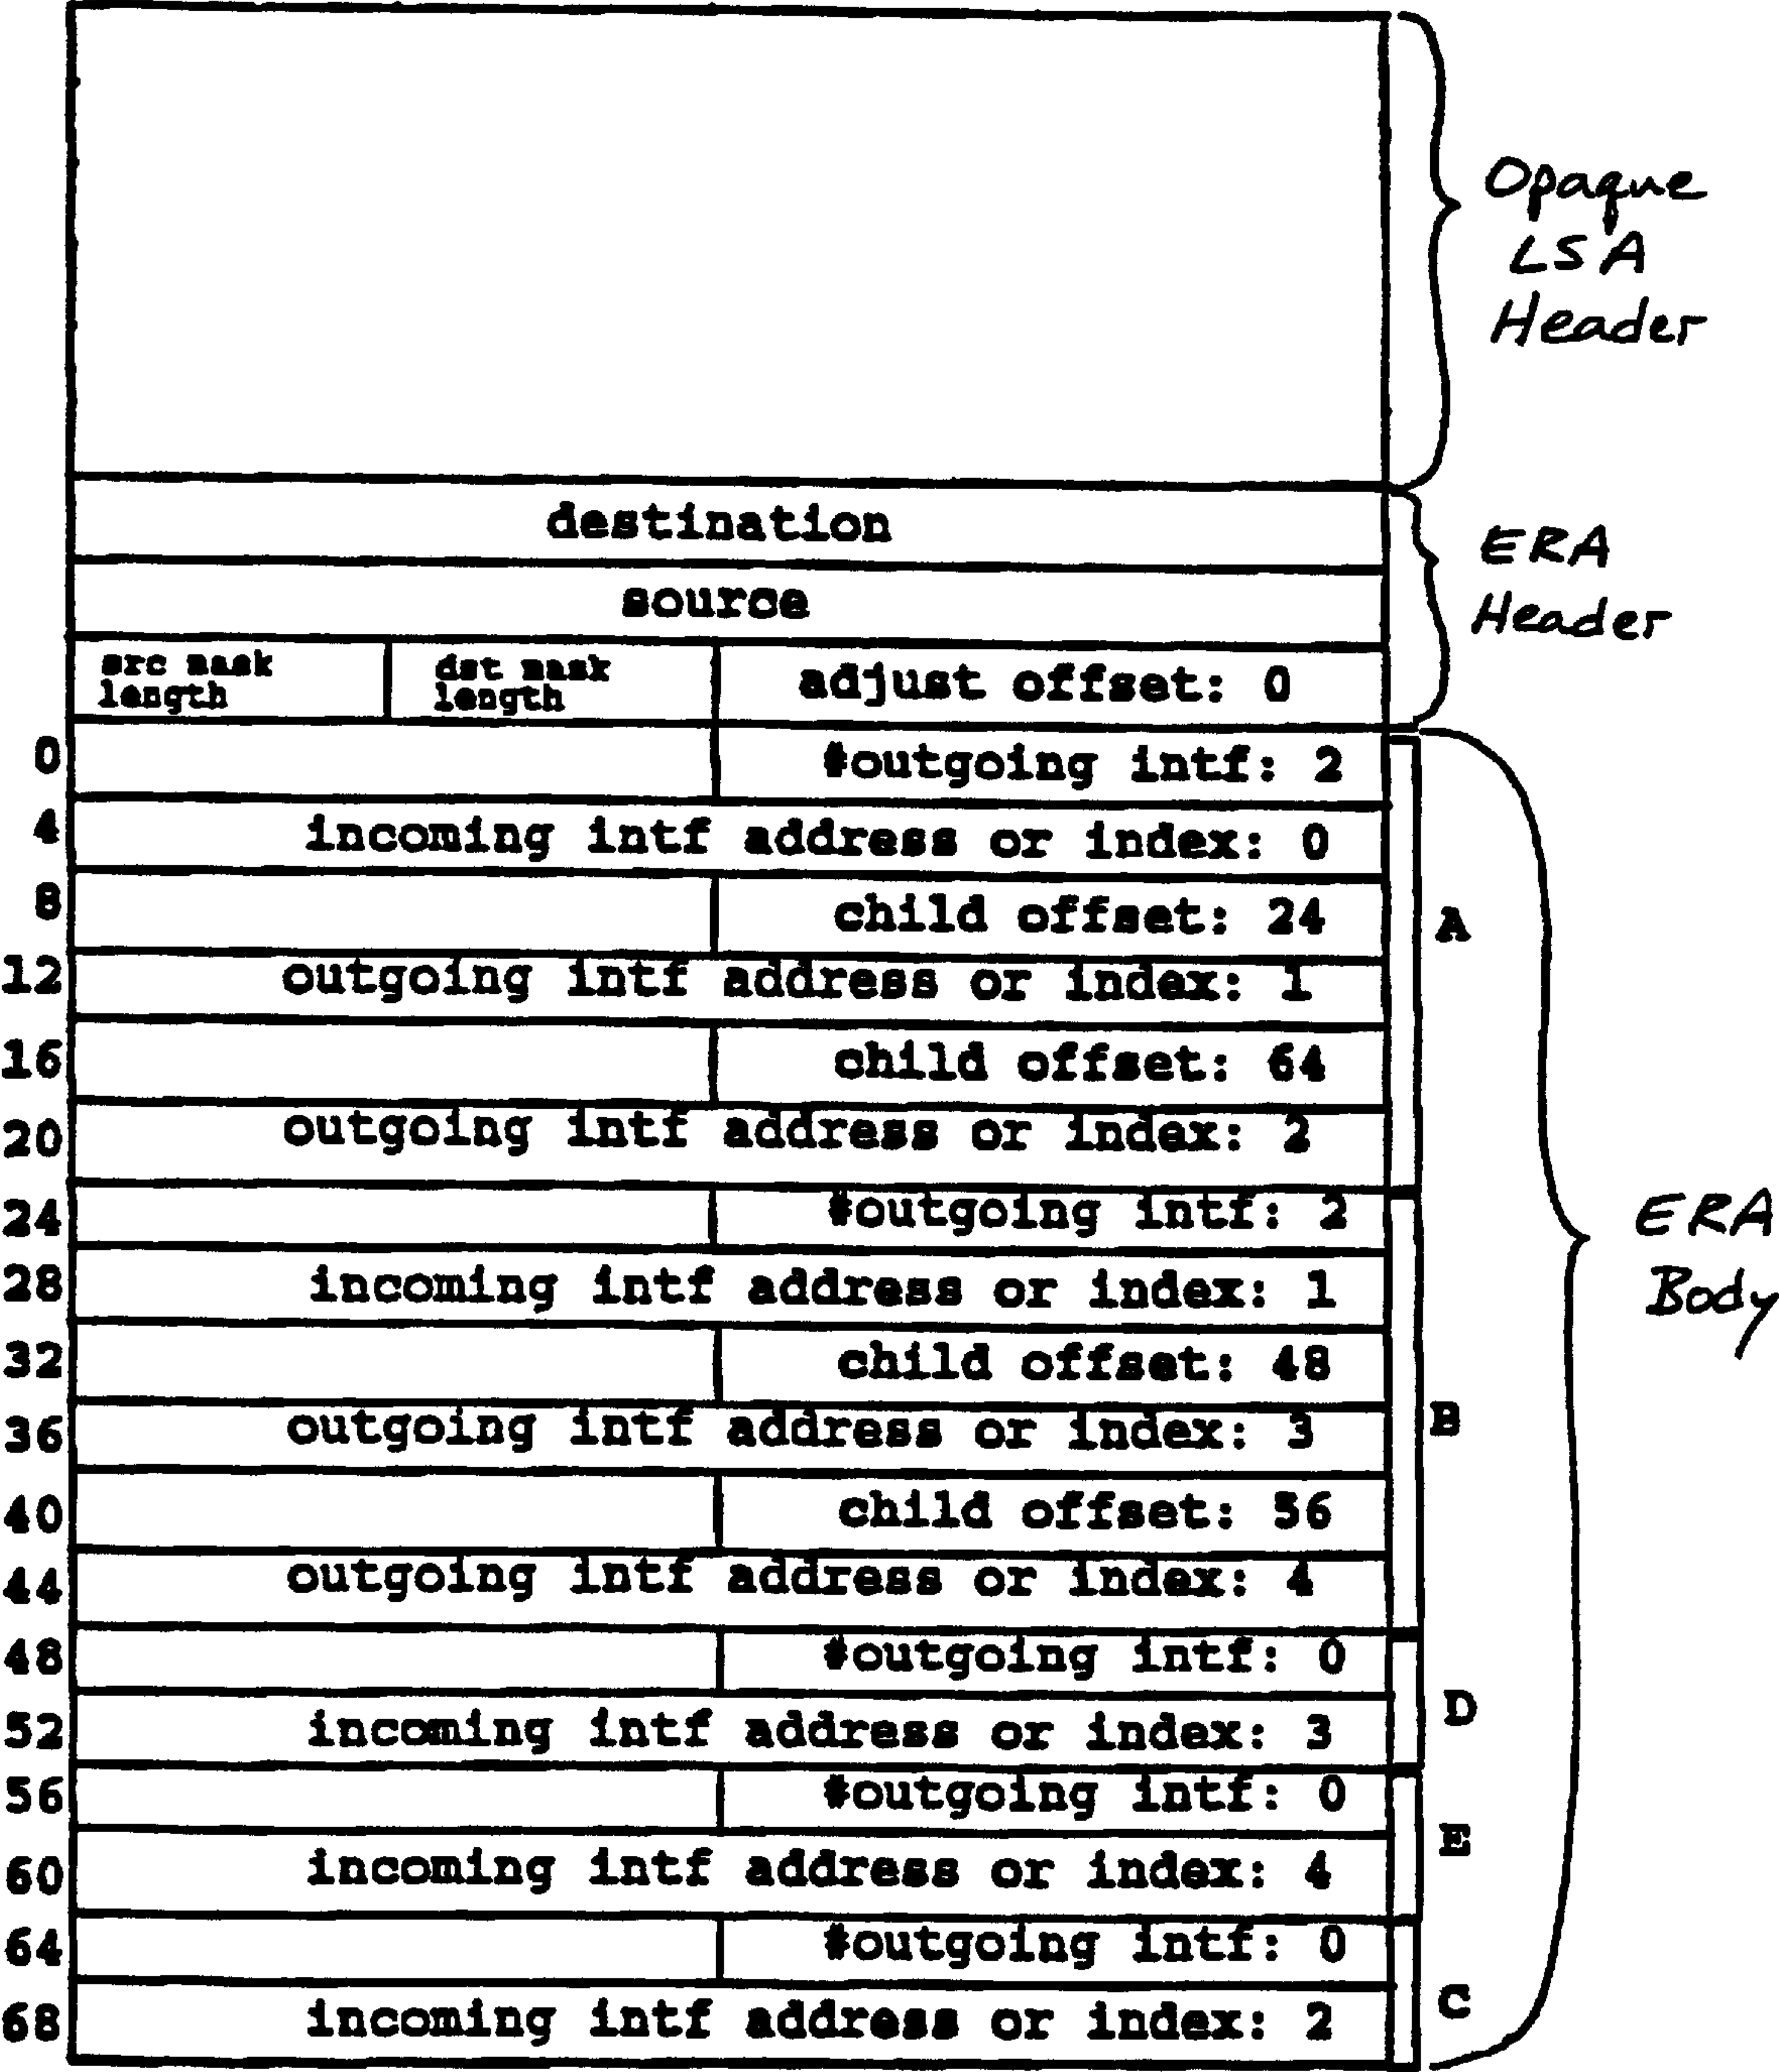 Opaque
LSA
Header
destination
source
ERA
Header
src mask
length
dst mask
length
adjust offset: 0
0 #outgoing intf: 2
4 incoming intf address or index: 0
8 child offset: 24
A
12 outgoing intf address or index: 1
16 child offset: 64
20 outgoing intf address or index: 2
24 #outgoing intf: 2
ERA
Body
28 incoming intf address or index: 1
32 child offset: 48
36 outgoing intf address or index: 3
B
40 child offset: 56
44 outgoing intf address or index: 4
48 #outgoing intf: 0
52 incoming intf address or index: 3
D
56 #outgoing intf: 0
60 incoming intf address or index: 4
E
64 #outgoing intf: 0
68 incoming intf address or index: 2
C